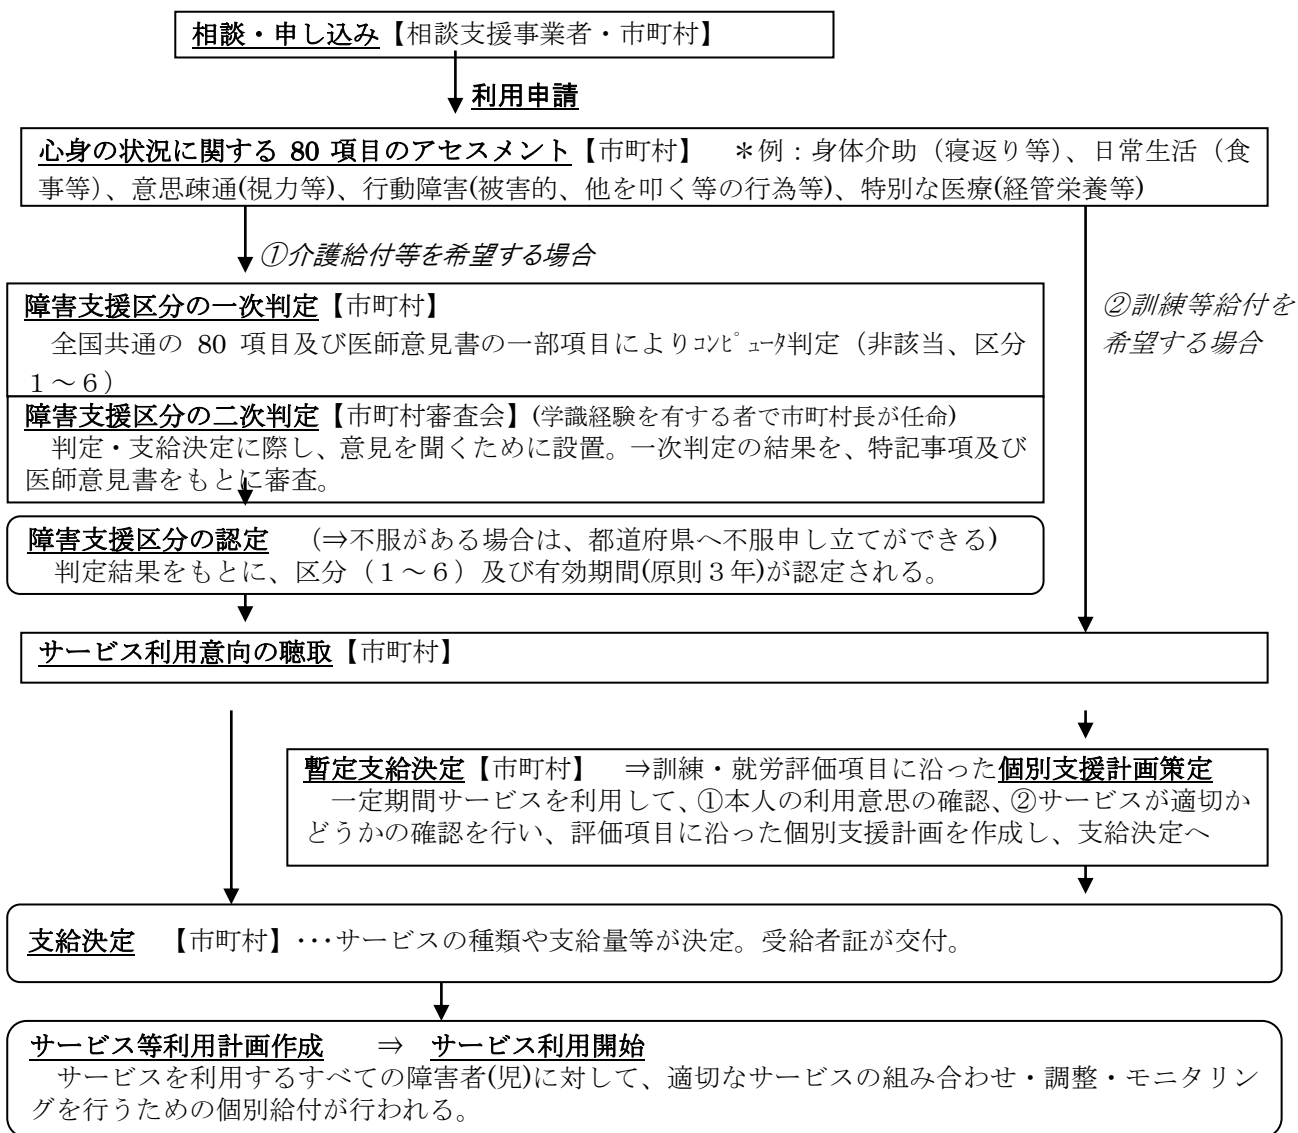 相談・申し込み【相談支援事業者・市町村】
利用申請
心身の状況に関する 80 項目のアセスメント【市町村】　＊例：身体介助（寝返り等）、日常生活（食
事等）、意思疎通(視力等)、行動障害(被害的、他を叩く等の行為等)、特別な医療(経管栄養等)
①介護給付等を希望する場合
②訓練等給付を
希望する場合
障害支援区分の一次判定【市町村】
全国共通の 80 項目及び医師意見書の一部項目によりｺﾝﾋﾟｭｰﾀ判定（非該当、区分
１～６）
障害支援区分の二次判定【市町村審査会】(学識経験を有する者で市町村長が任命)
判定・支給決定に際し、意見を聞くために設置。一次判定の結果を、特記事項及び
医師意見書をもとに審査。
障害支援区分の認定　（⇒不服がある場合は、都道府県へ不服申し立てができる)
判定結果をもとに、区分（１～６）及び有効期間(原則３年)が認定される。
サービス利用意向の聴取【市町村】
暫定支給決定【市町村】　⇒訓練・就労評価項目に沿った個別支援計画策定
一定期間サービスを利用して、①本人の利用意思の確認、②サービスが適切か
どうかの確認を行い、評価項目に沿った個別支援計画を作成し、支給決定へ
支給決定　【市町村】…サービスの種類や支給量等が決定。受給者証が交付。
サービス等利用計画作成　⇒　サービス利用開始
サービスを利用するすべての障害者(児)に対して、適切なサービスの組み合わせ・調整・モニタリン
グを行うための個別給付が行われる。